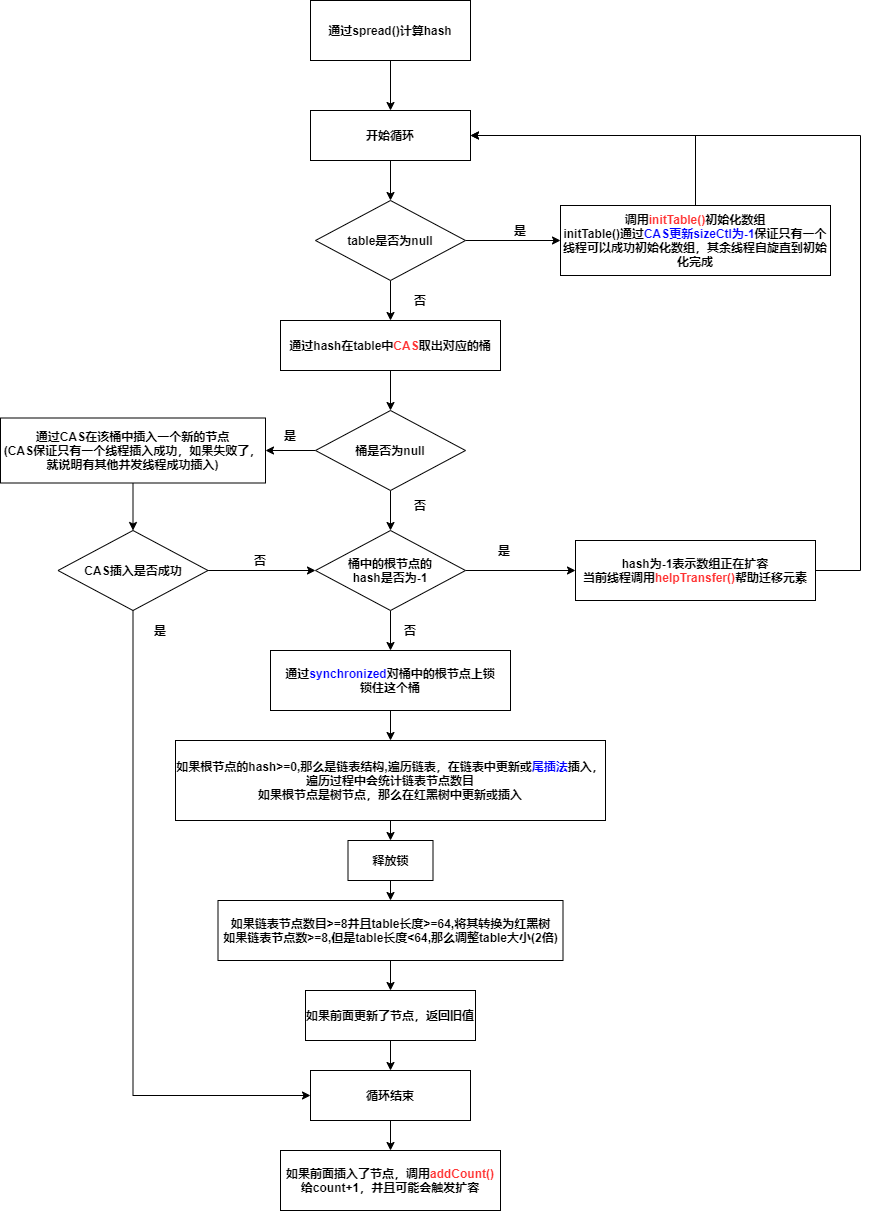 通过spread()计算hash
开始循环
table是否为null
是
调用initTable()初始化数组
initTable()通过CAS更新sizeCtl为-1保证只有一个
线程可以成功初始化数组，其余线程自旋直到初始
化完成
否
通过hash在table中CAS取出对应的桶
桶是否为null
是
通过CAS在该桶中插入一个新的节点
(CAS保证只有一个线程插入成功，如果失败了，
就说明有其他并发线程成功插入)
否
CAS插入是否成功
否
桶中的根节点的
hash是否为-1
是
hash为-1表示数组正在扩容
当前线程调用helpTransfer()帮助迁移元素
是
否
通过synchronized对桶中的根节点上锁
锁住这个桶
如果根节点的hash>=0,那么是链表结构,遍历链表，在链表中更新或尾插法插入，
遍历过程中会统计链表节点数目
如果根节点是树节点，那么在红黑树中更新或插入
释放锁
如果链表节点数目>=8并且table长度>=64,将其转换为红黑树
如果链表节点数>=8,但是table长度<64,那么调整table大小(2倍)
如果前面更新了节点，返回旧值
循环结束
如果前面插入了节点，调用addCount()
给count+1，并且可能会触发扩容